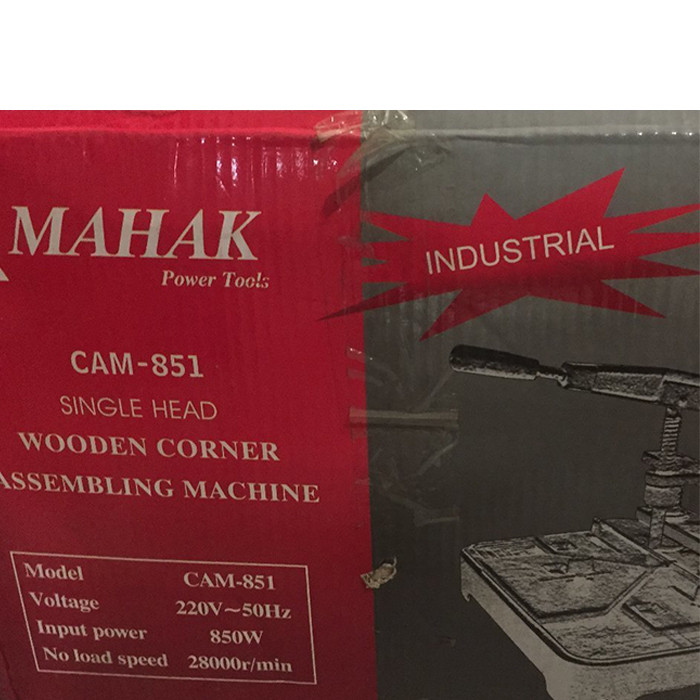 MAHAK
Power Tools
INDUSTRIAL
CAM-851
SINGLE HEAD
WOODEN CORNER
ASSEMBLING MACHINE
Model CAM-851
Voltage 220V~50Hz
Input power 850W
No load speed 28000r/min